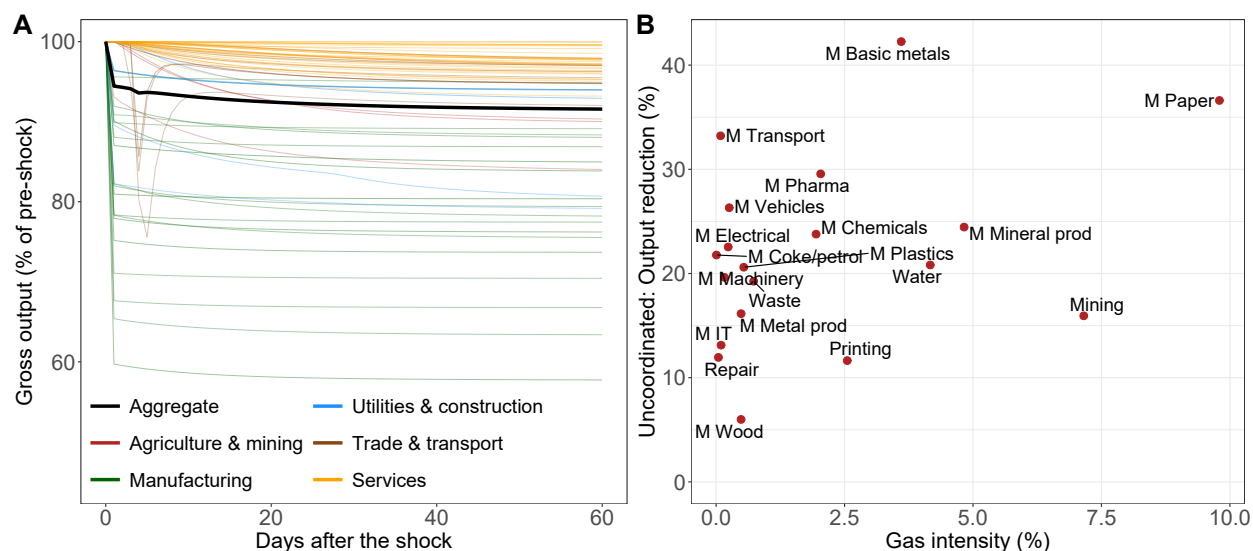 A
Gross output (% of pre-shock)
100
80
60
Aggregate
Utilities & construction
Agriculture & mining
Trade & transport
Manufacturing
Services
0
20
40
60
Days after the shock
B
Uncoordinated: Output reduction (%)
40
30
20
10
0
M Basic metals
M Paper
M Transport
M Pharma
M Vehicles
M Chemicals
M Mineral prod
M Electrical
M Coke/petrol
M Plastics
Water
M Machinery
Waste
Mining
M Metal prod
M IT
Printing
Repair
M Wood
0.0
2.5
5.0
7.5
10.0
Gas intensity (%)